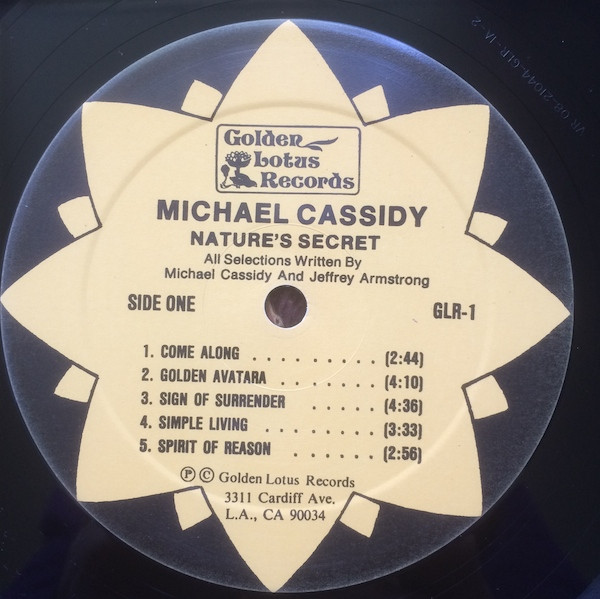 Golden
Lotus
Records
MICHAEL CASSIDY
NATURE'S SECRET
All Selections Written By
Michael Cassidy And Jeffrey Armstrong
SIDE ONE
GLR-1
1. COME ALONG . . . . . . . . . (2:44)
2. GOLDEN AVATARA . . . . . . . (4:10)
3. SIGN OF SURRENDER . . . . . (4:36)
4. SIMPLE LIVING . . . . . . . . (3:33)
5. SPIRIT OF REASON . . . . . . (2:56)
Ⓟ © Golden Lotus Records
3311 Cardiff Ave.
L.A., CA 90034